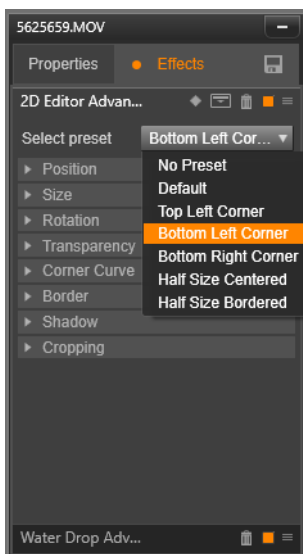 5625659.MOV
Properties Effects
2D Editor Advan...
Select preset Bottom Left Cor...
No Preset
Default
Top Left Corner
Bottom Left Corner
Bottom Right Corner
Half Size Centered
Half Size Bordered
Position
Size
Rotation
Transparency
Corner Curve
Border
Shadow
Cropping
Water Drop Adv...